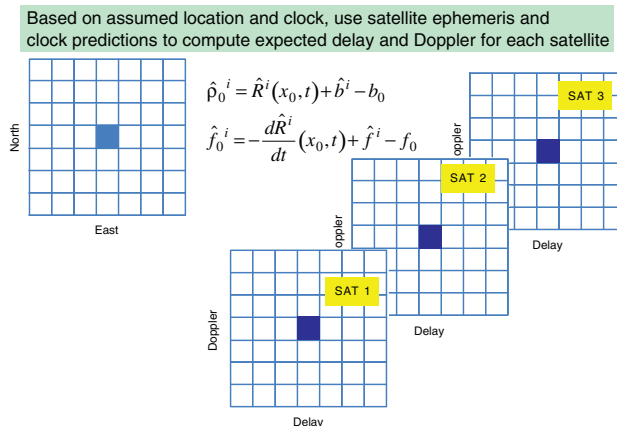 Based on assumed location and clock, use satellite ephemeris and
clock predictions to compute expected delay and Doppler for each satellite
North
East
ρ̂₀ⁱ = R̂ⁱ(x₀,t)+b̂ⁱ−b₀
f̂₀ⁱ = −dR̂ⁱ/dt (x₀,t)+f̂ⁱ−f₀
SAT 3
oppler
Delay
SAT 2
oppler
Delay
SAT 1
Doppler
Delay